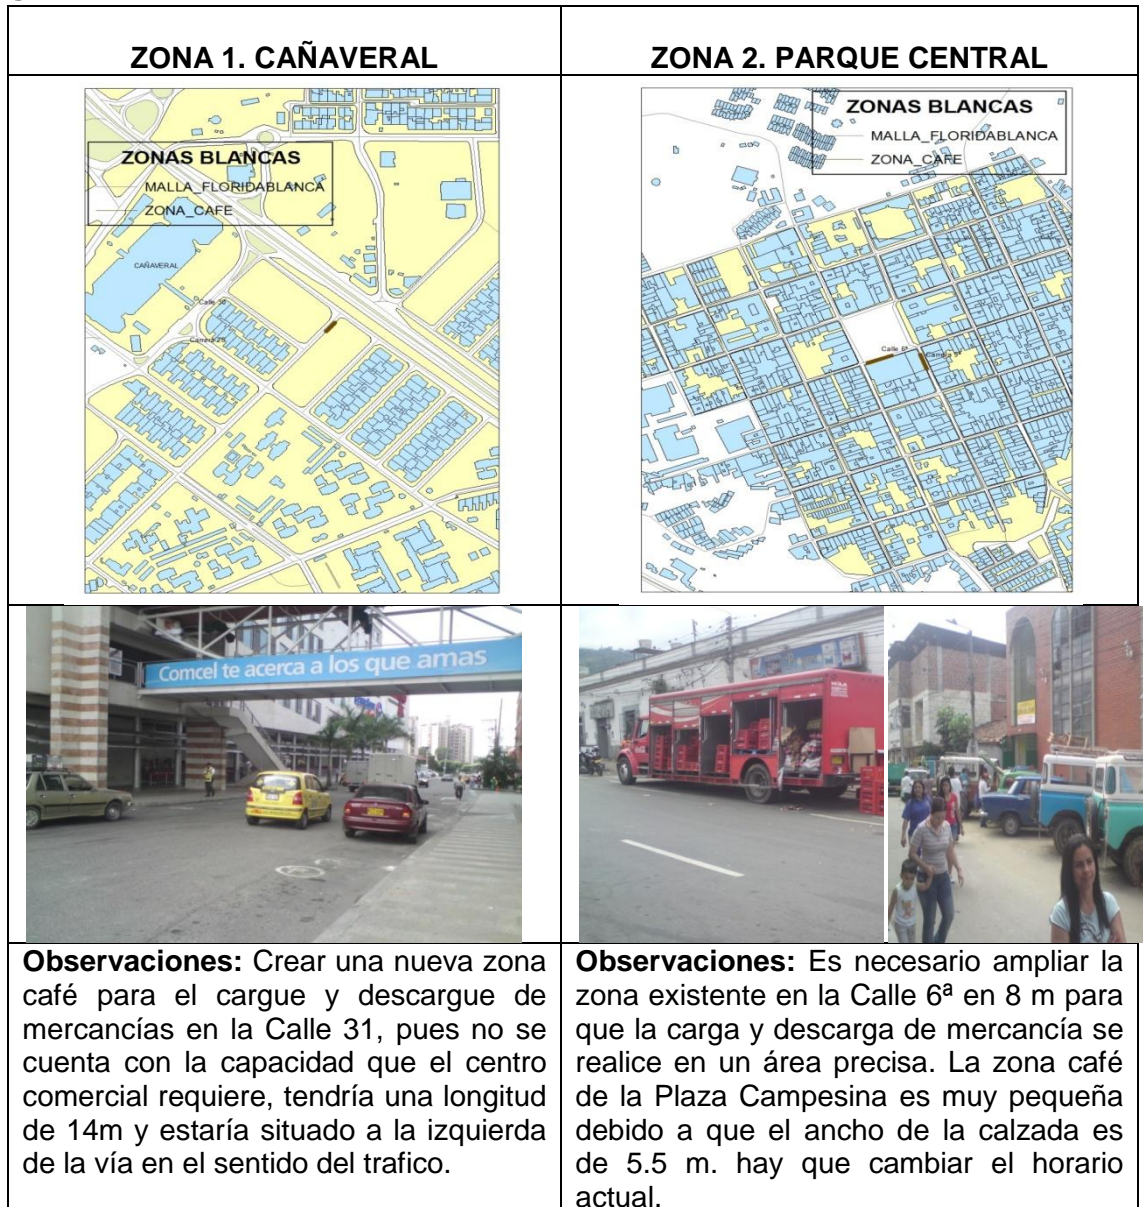 ZONA 1. CAÑAVERAL
ZONA 2. PARQUE CENTRAL
ZONAS BLANCAS
MALLA_FLORIDABLANCA
ZONA_CAFE
CAÑAVERAL
Calle 30
ZONAS BLANCAS
MALLA_FLORIDABLANCA
ZONA_CAFE
Calle 6ª
Comcel te acerca a los que amas
Observaciones: Crear una nueva zona
café para el cargue y descargue de
mercancías en la Calle 31, pues no se
cuenta con la capacidad que el centro
comercial requiere, tendría una longitud
de 14m y estaría situado a la izquierda
de la vía en el sentido del trafico.
Observaciones: Es necesario ampliar la
zona existente en la Calle 6ª en 8 m para
que la carga y descarga de mercancía se
realice en un área precisa. La zona café
de la Plaza Campesina es muy pequeña
debido a que el ancho de la calzada es
de 5.5 m. hay que cambiar el horario
actual.